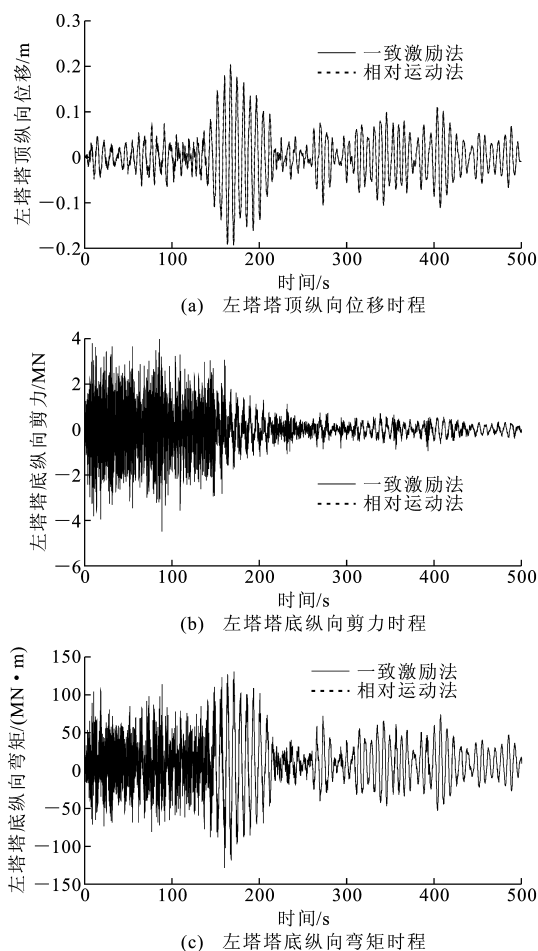 左塔塔顶纵向位移/m
0.3
0.2
0.1
0
−0.1
−0.2
一致激励法
相对运动法
0 100 200 300 400 500
时间/s
(a) 左塔塔顶纵向位移时程
左塔塔底纵向剪力/MN
4
2
0
−2
−4
−6
一致激励法
相对运动法
0 100 200 300 400 500
时间/s
(b) 左塔塔底纵向剪力时程
左塔塔底纵向弯矩/(MN·m)
150
100
50
0
−50
−100
−150
一致激励法
相对运动法
0 100 200 300 400 500
时间/s
(c) 左塔塔底纵向弯矩时程